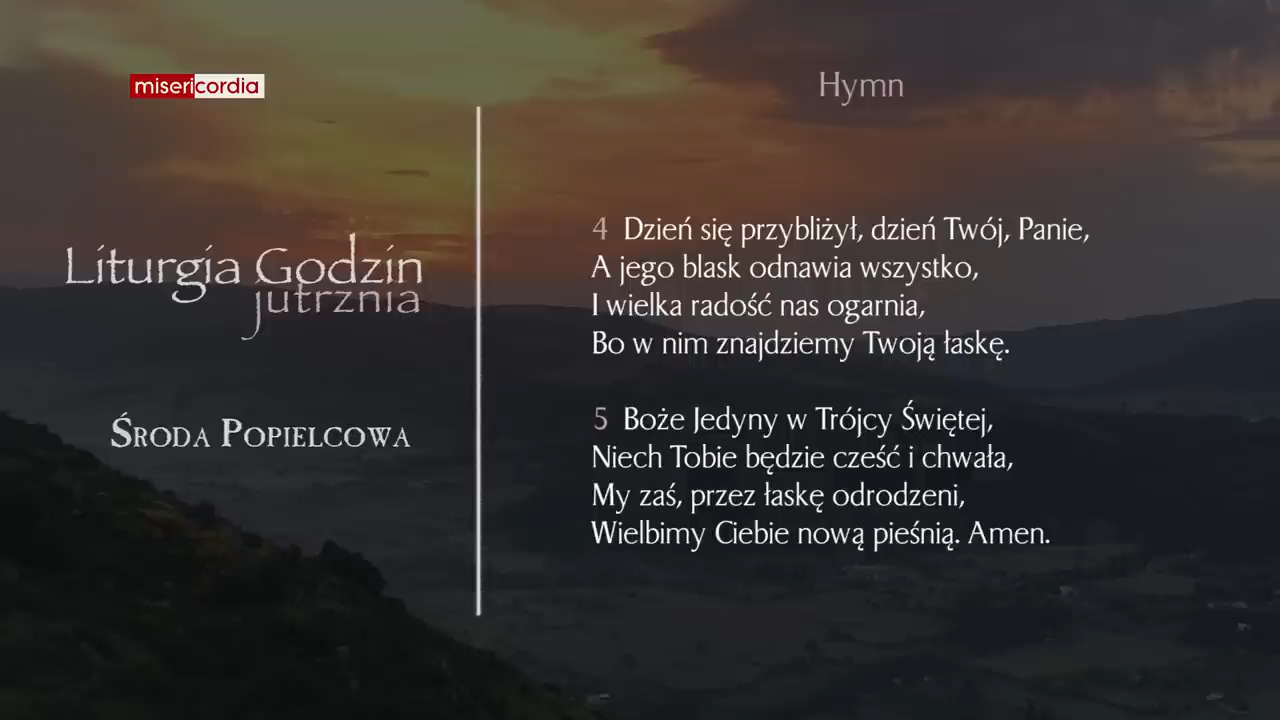 misericordia
Liturgia Godzin
jutrznia
Środa Popielcowa
Hymn
4 Dzień się przybliżył, dzień Twój, Panie,
A jego blask odnawia wszystko,
I wielka radość nas ogarnia,
Bo w nim znajdziemy Twoją łaskę.
5 Boże Jedyny w Trójcy Świętej,
Niech Tobie będzie cześć i chwała,
My zaś, przez łaskę odrodzeni,
Wielbimy Ciebie nową pieśnią. Amen.